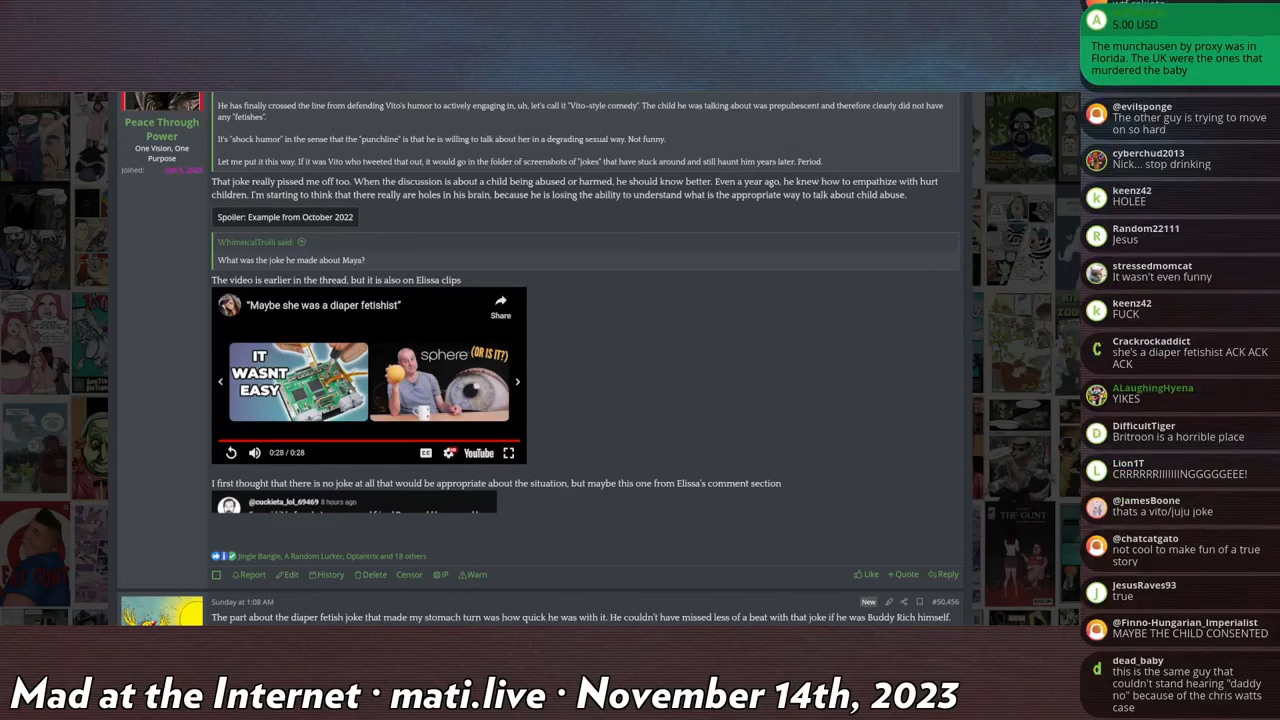 5.00 USD
The munchausen by proxy was in
Florida. The UK were the ones that
murdered the baby
He has finally crossed the line from defending Vito's humor to actively engaging in, uh, let's call it "Vito-style comedy". The child he was talking about was prepubescent and therefore clearly did not have
any "fetishes".
It's "shock humor" in the sense that the "punchline" is that he is willing to talk about her in a degrading sexual way. Not funny.
Let me put it this way. If it was Vito who tweeted that out, it would go in the folder of screenshots of "jokes" that have stuck around and still haunt him years later. Period.
Peace Through
Power
One Vision, One
Purpose
Joined: Jan 5, 2023
That joke really pissed me off too. When the discussion is about a child being abused or harmed, he should know better. Even a year ago, he knew how to empathize with hurt
children. I'm starting to think that there really are holes in his brain, because he is losing the ability to understand what is the appropriate way to talk about child abuse.
Spoiler: Example from October 2022
WhimsicalTrolli said:
What was the joke he made about Maya?
The video is earlier in the thread, but it is also on Elissa clips
"Maybe she was a diaper fetishist"
Share
IT
WASNT
EASY
sphere (OR IS IT?)
0:28 / 0:28
CC
YouTube
I first thought that there is no joke at all that would be appropriate about the situation, but maybe this one from Elissa's comment section
@cuckieta_lol_69469 8 hours ago
Jingle Bangle, A Random Lurker, Optantrix and 18 others
Report Edit History Delete Censor IP Warn
Like + Quote Reply
Sunday at 1:08 AM
New #50,456
The part about the diaper fetish joke that made my stomach turn was how quick he was with it. He couldn't have missed less of a beat with that joke if he was Buddy Rich himself.
THE GUNT
@evilsponge
The other guy is trying to move
on so hard
cyberchud2013
Nick... stop drinking
keenz42
HOLEE
Random22111
Jesus
stressedmomcat
It wasn't even funny
keenz42
FUCK
Crackrockaddict
she's a diaper fetishist ACK ACK
ACK
ALaughingHyena
YIKES
DifficultTiger
Britroon is a horrible place
Lion1T
CRRRRRIIIIIIINGGGGGEEE!
@JamesBoone
thats a vito/juju joke
@chatcatgato
not cool to make fun of a true
story
JesusRaves93
true
@Finno-Hungarian_Imperialist
MAYBE THE CHILD CONSENTED
dead_baby
this is the same guy that
couldn't stand hearing "daddy
no" because of the chris watts
case
Mad at the Internet · mati.live · November 14th, 2023